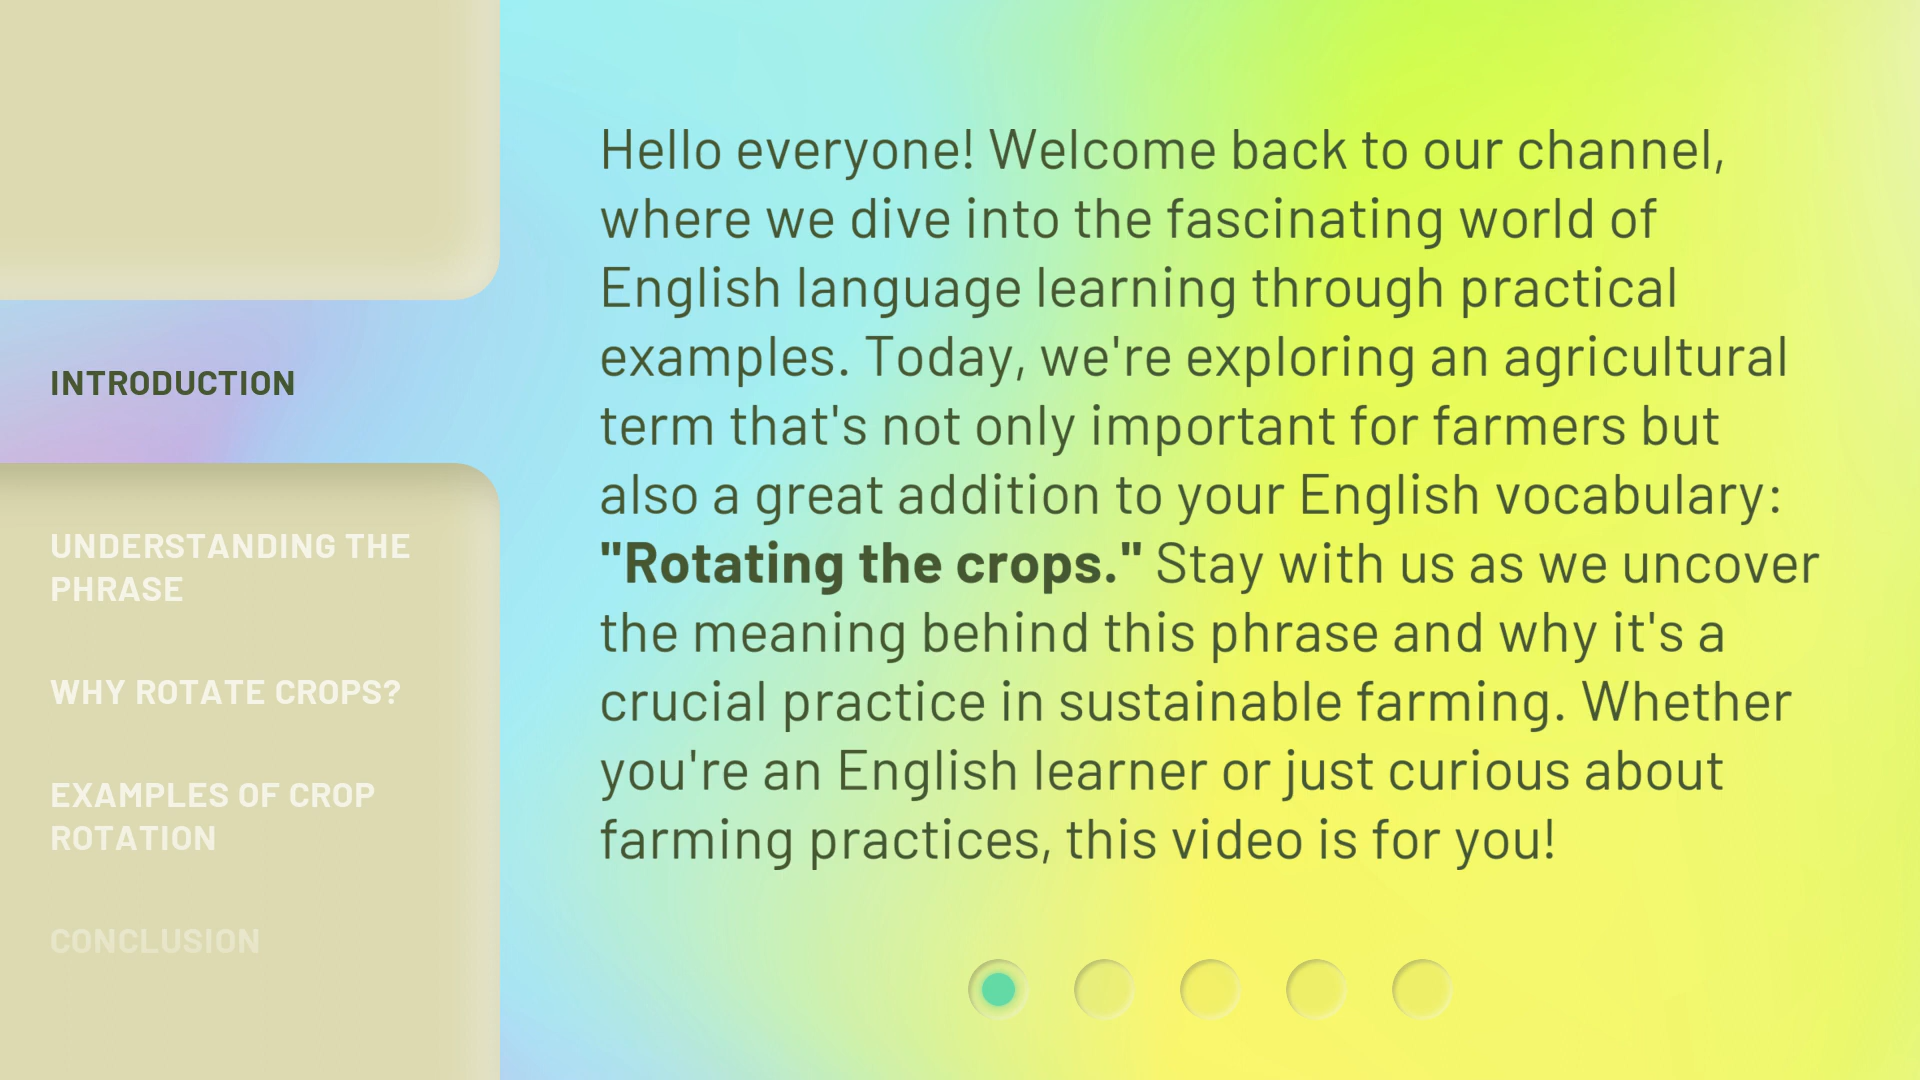 INTRODUCTION
UNDERSTANDING THE
PHRASE
WHY ROTATE CROPS?
EXAMPLES OF CROP
ROTATION
CONCLUSION
Hello everyone! Welcome back to our channel,
where we dive into the fascinating world of
English language learning through practical
examples. Today, we're exploring an agricultural
term that's not only important for farmers but
also a great addition to your English vocabulary:
"Rotating the crops." Stay with us as we uncover
the meaning behind this phrase and why it's a
crucial practice in sustainable farming. Whether
you're an English learner or just curious about
farming practices, this video is for you!